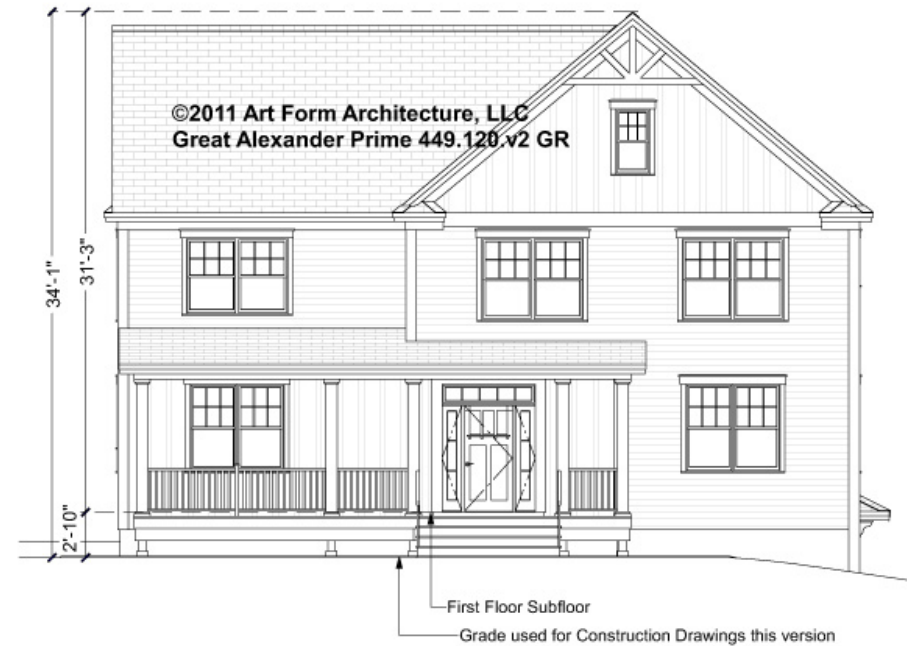 ©2011 Art Form Architecture, LLC
Great Alexander Prime 449.120.v2 GR
34'-1"
31'-3"
2'-10"
First Floor Subfloor
Grade used for Construction Drawings this version